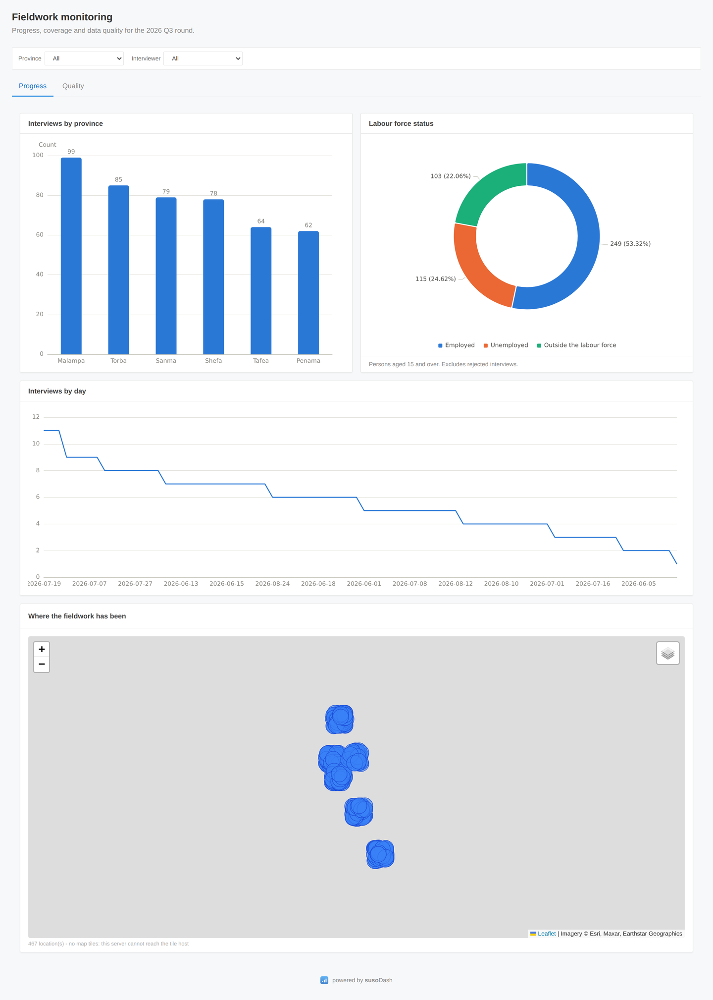 Fieldwork monitoring
Progress, coverage and data quality for the 2026 Q3 round.
Province All Interviewer All
Progress Quality
Interviews by province
Count
100
80
60
40
20
0
99
85
79
78
64
62
Malampa Torba Sanma Shefa Tafea Penama
Labour force status
103 (22.06%)
249 (53.32%)
115 (24.62%)
Employed Unemployed Outside the labour force
Persons aged 15 and over. Excludes rejected interviews.
Interviews by day
12
10
8
6
4
2
0
2026-07-19 2026-07-07 2026-07-27 2026-06-13 2026-06-15 2026-08-24 2026-06-18 2026-06-01 2026-07-08 2026-08-12 2026-08-10 2026-07-01 2026-07-16 2026-06-05
Where the fieldwork has been
+
−
Leaflet | Imagery © Esri, Maxar, Earthstar Geographics
467 location(s) - no map tiles: this server cannot reach the tile host
powered by susoDash